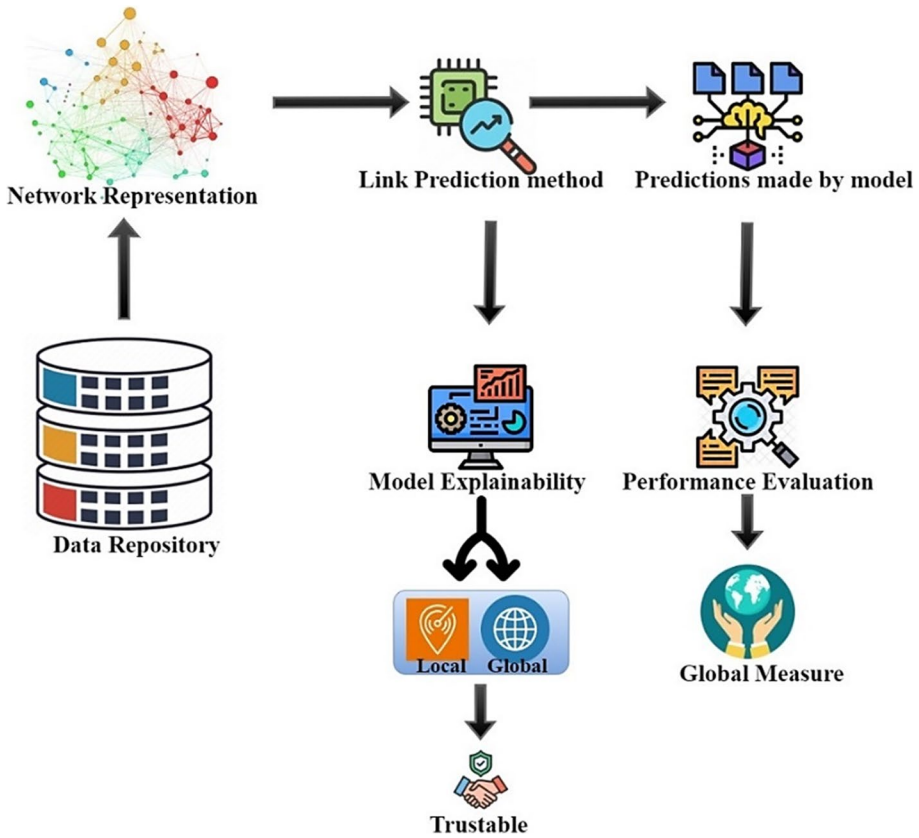 Network Representation
Link Prediction method
Predictions made by model
Data Repository
Model Explainability
Performance Evaluation
Local
Global
Global Measure
Trustable